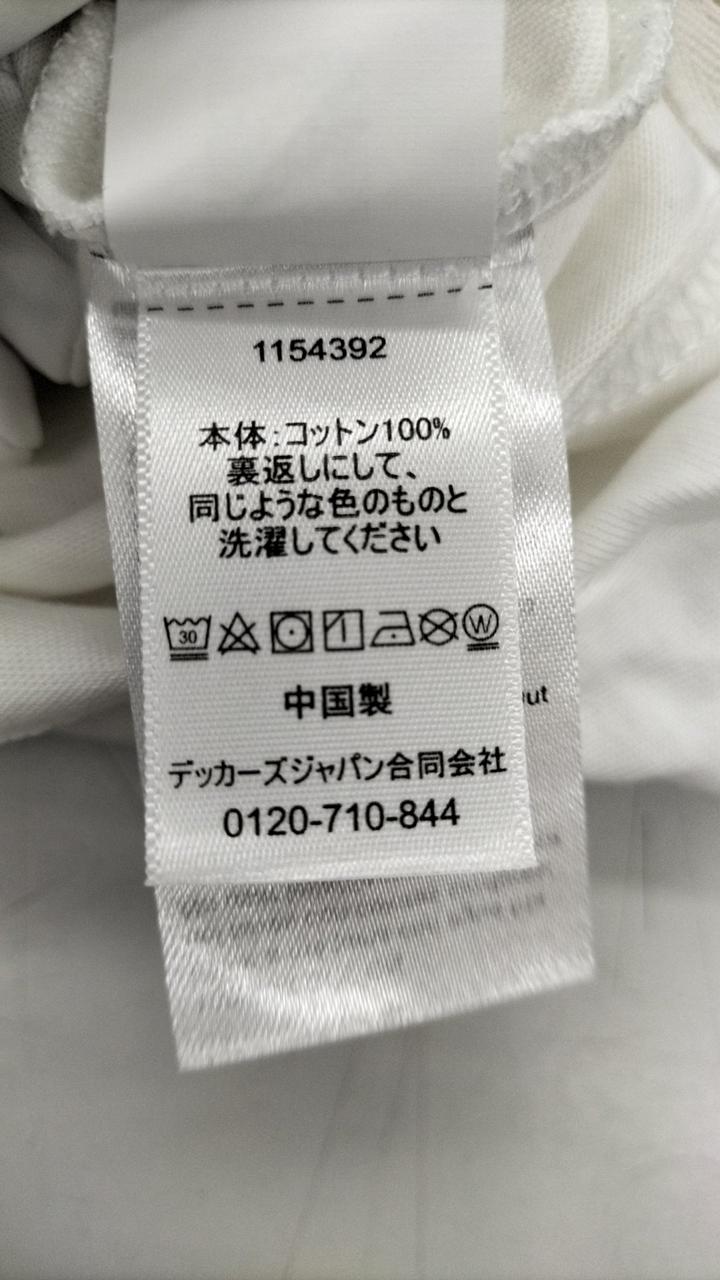 1154392
本体:コットン100%
裏返しにして、
同じような色のものと
洗濯してください
30
W
中国製
デッカーズジャパン合同会社
0120-710-844